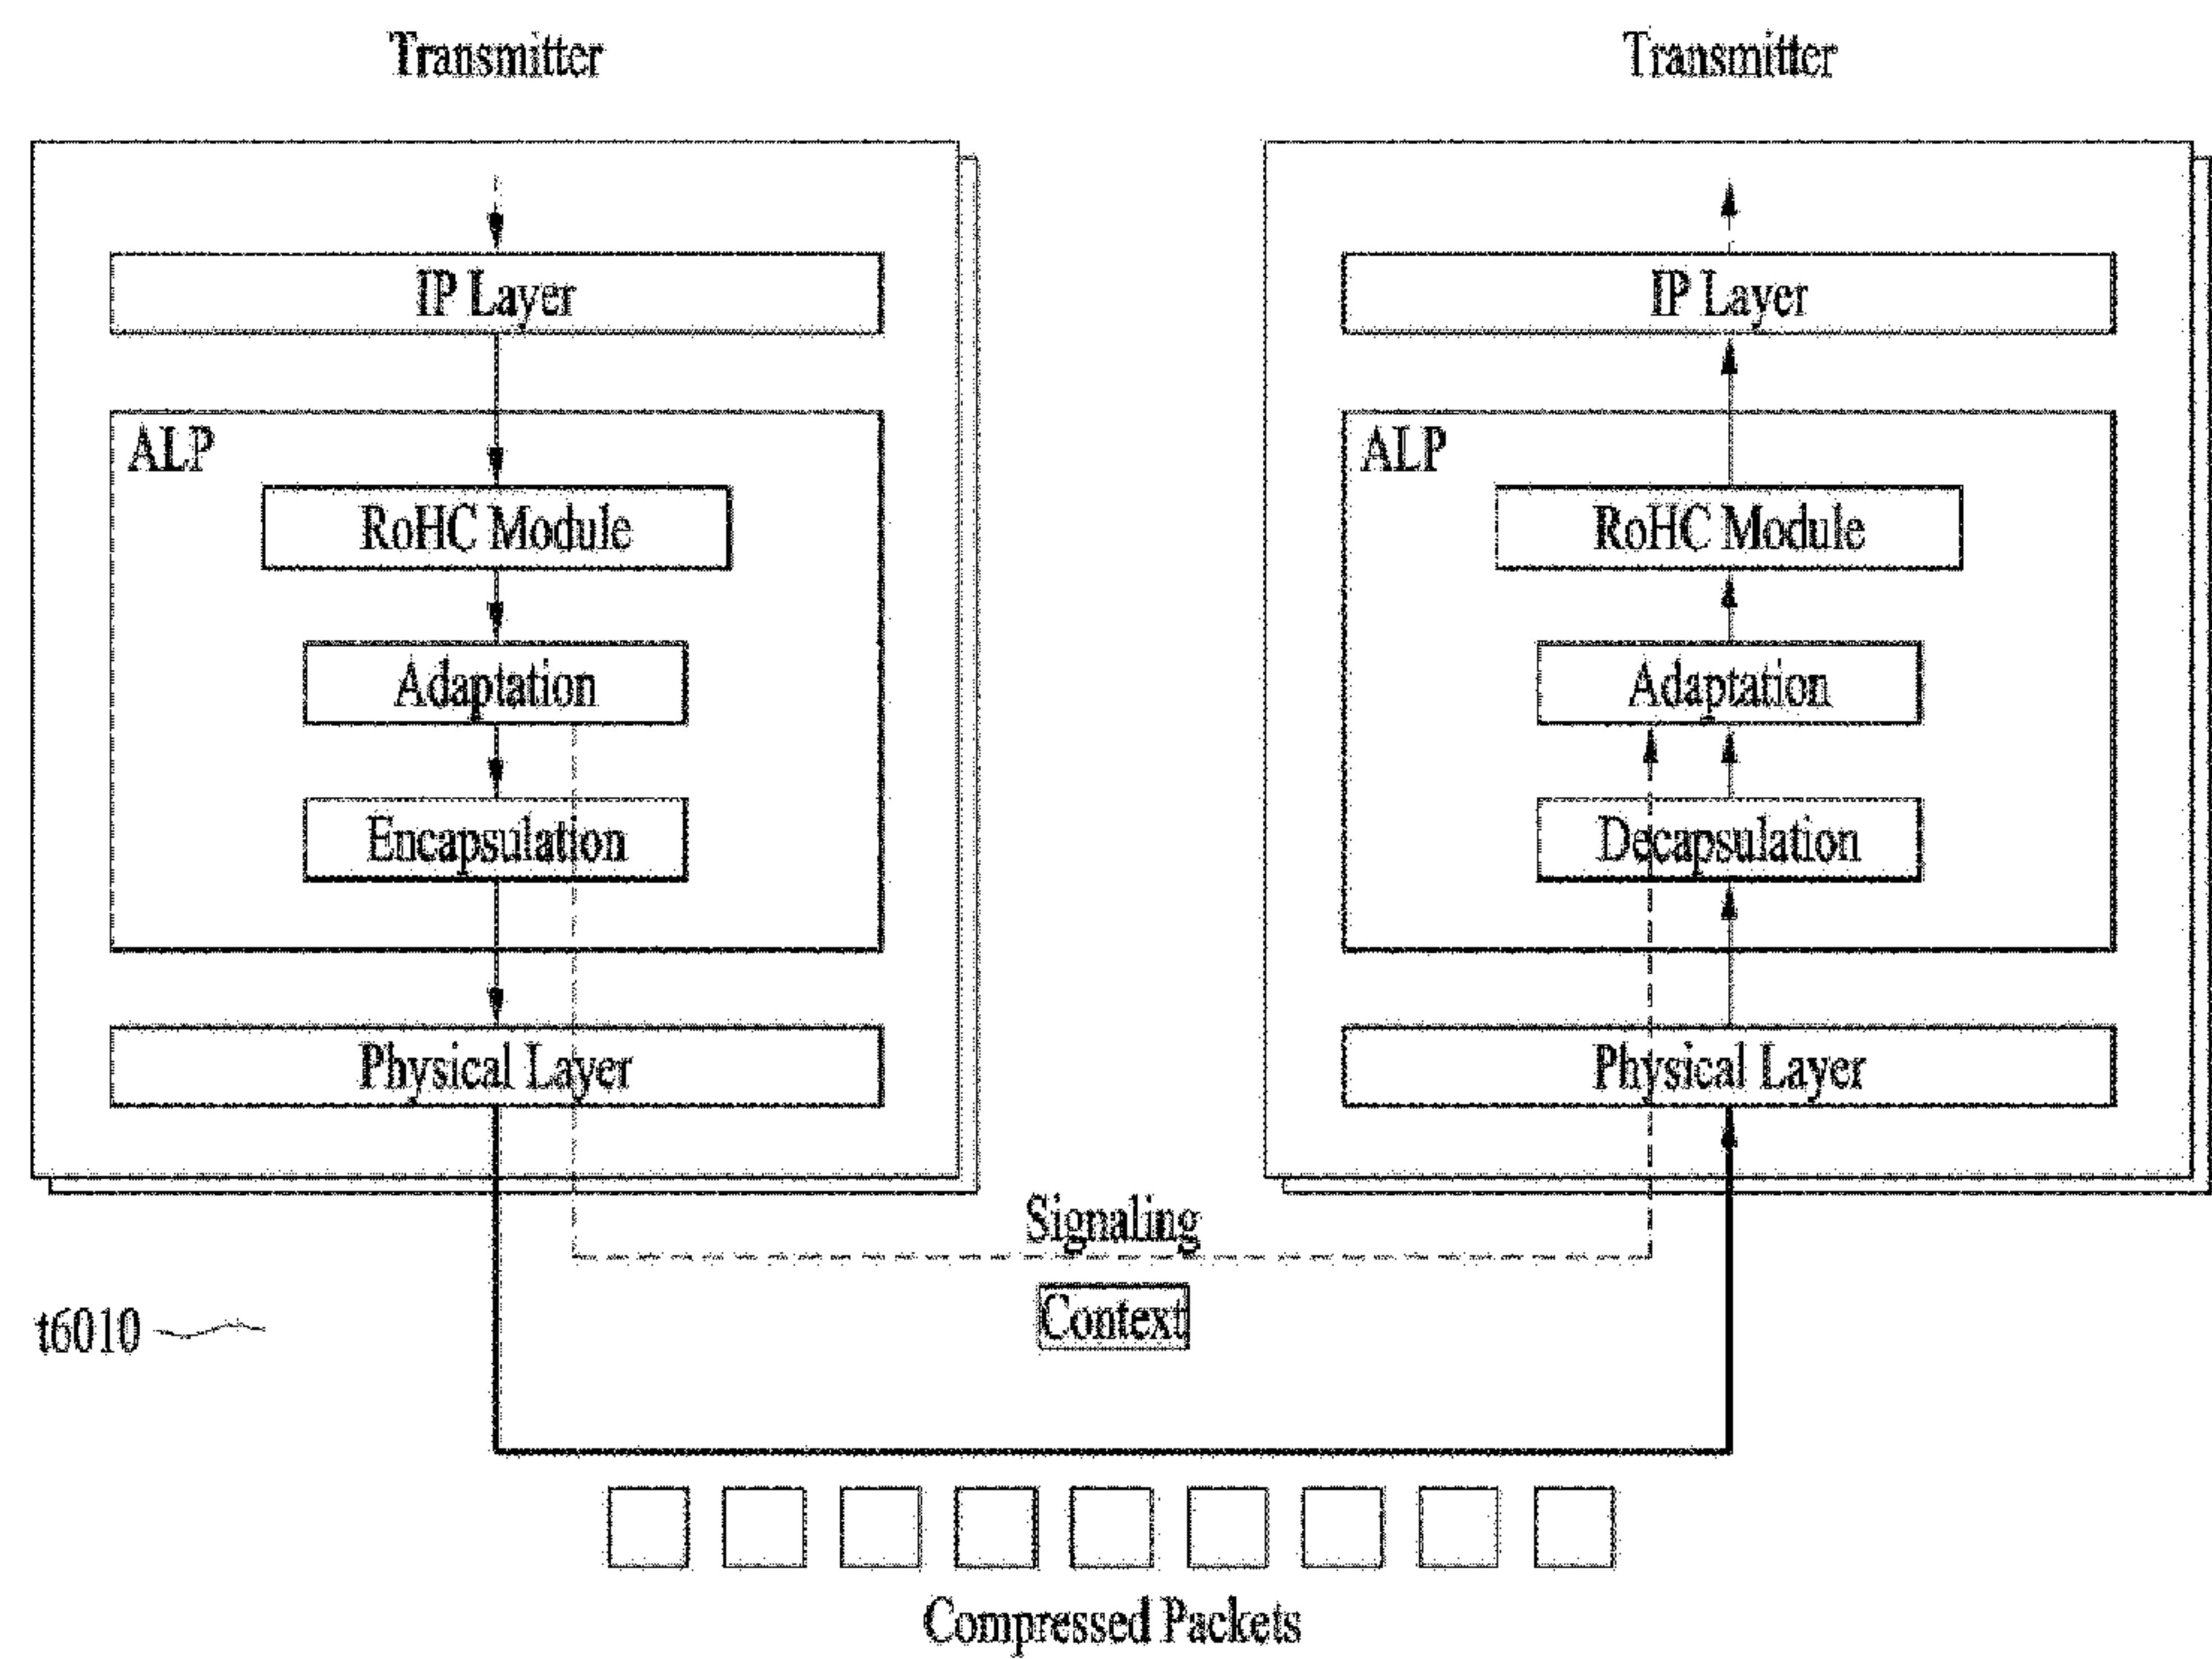 Transmitter
IP Layer
ALP
RoHC Module
Adaptation
Encapsulation
Physical Layer
Transmitter
IP Layer
ALP
RoHC Module
Adaptation
Decapsulation
Physical Layer
Signaling
Context
t6010
Compressed Packets